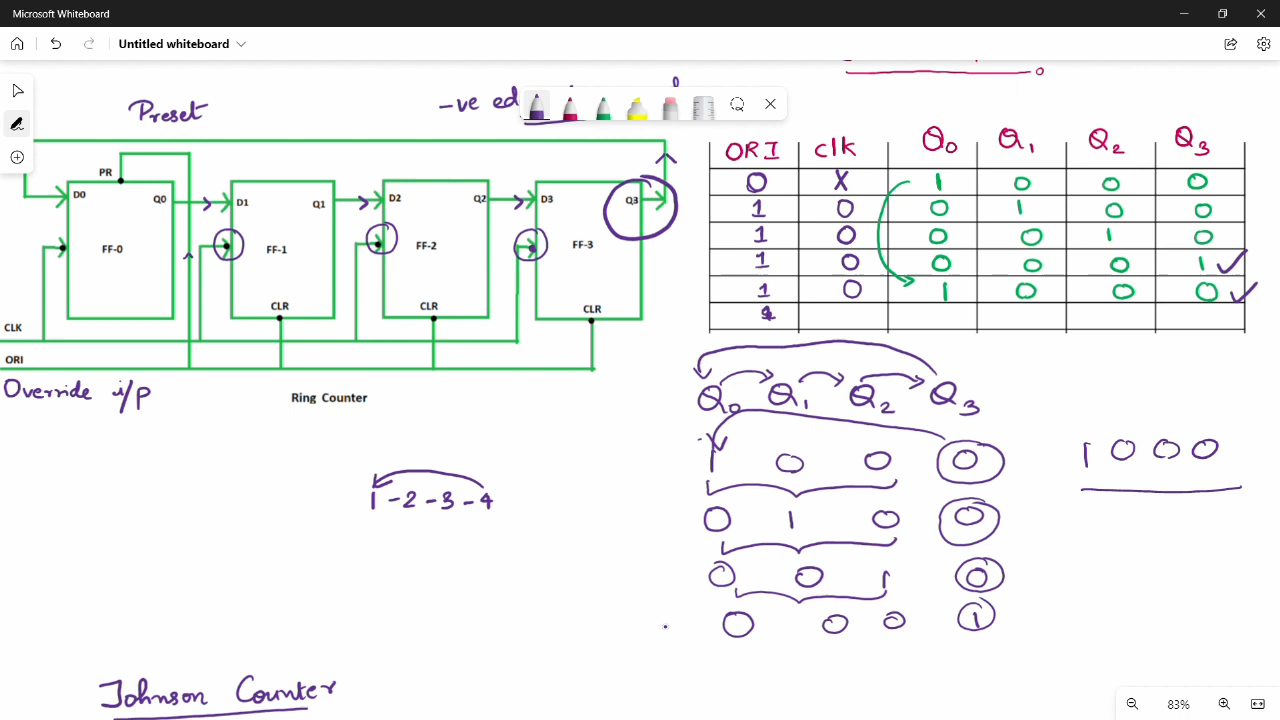 Microsoft Whiteboard
Untitled whiteboard
Preset
-ve ed
PR
D0 Q0 D1 Q1 D2 Q2 D3 Q3
FF-0 FF-1 FF-2 FF-3
CLR CLR CLR
CLK
ORI
Override i/p
Ring Counter
1 - 2 - 3 - 4
Johnson Counter
ORI Clk Q0 Q1 Q2 Q3
0 X 1 0 0 0
1 0 0 1 0 0
1 0 0 0 1 0
1 0 0 0 0 1 ✓
1 0 1 0 0 0 ✓
Q0 Q1 Q2 Q3
1 0 0 0
0 1 0 0
0 0 1 0
0 0 0 1
1 0 0 0
83%